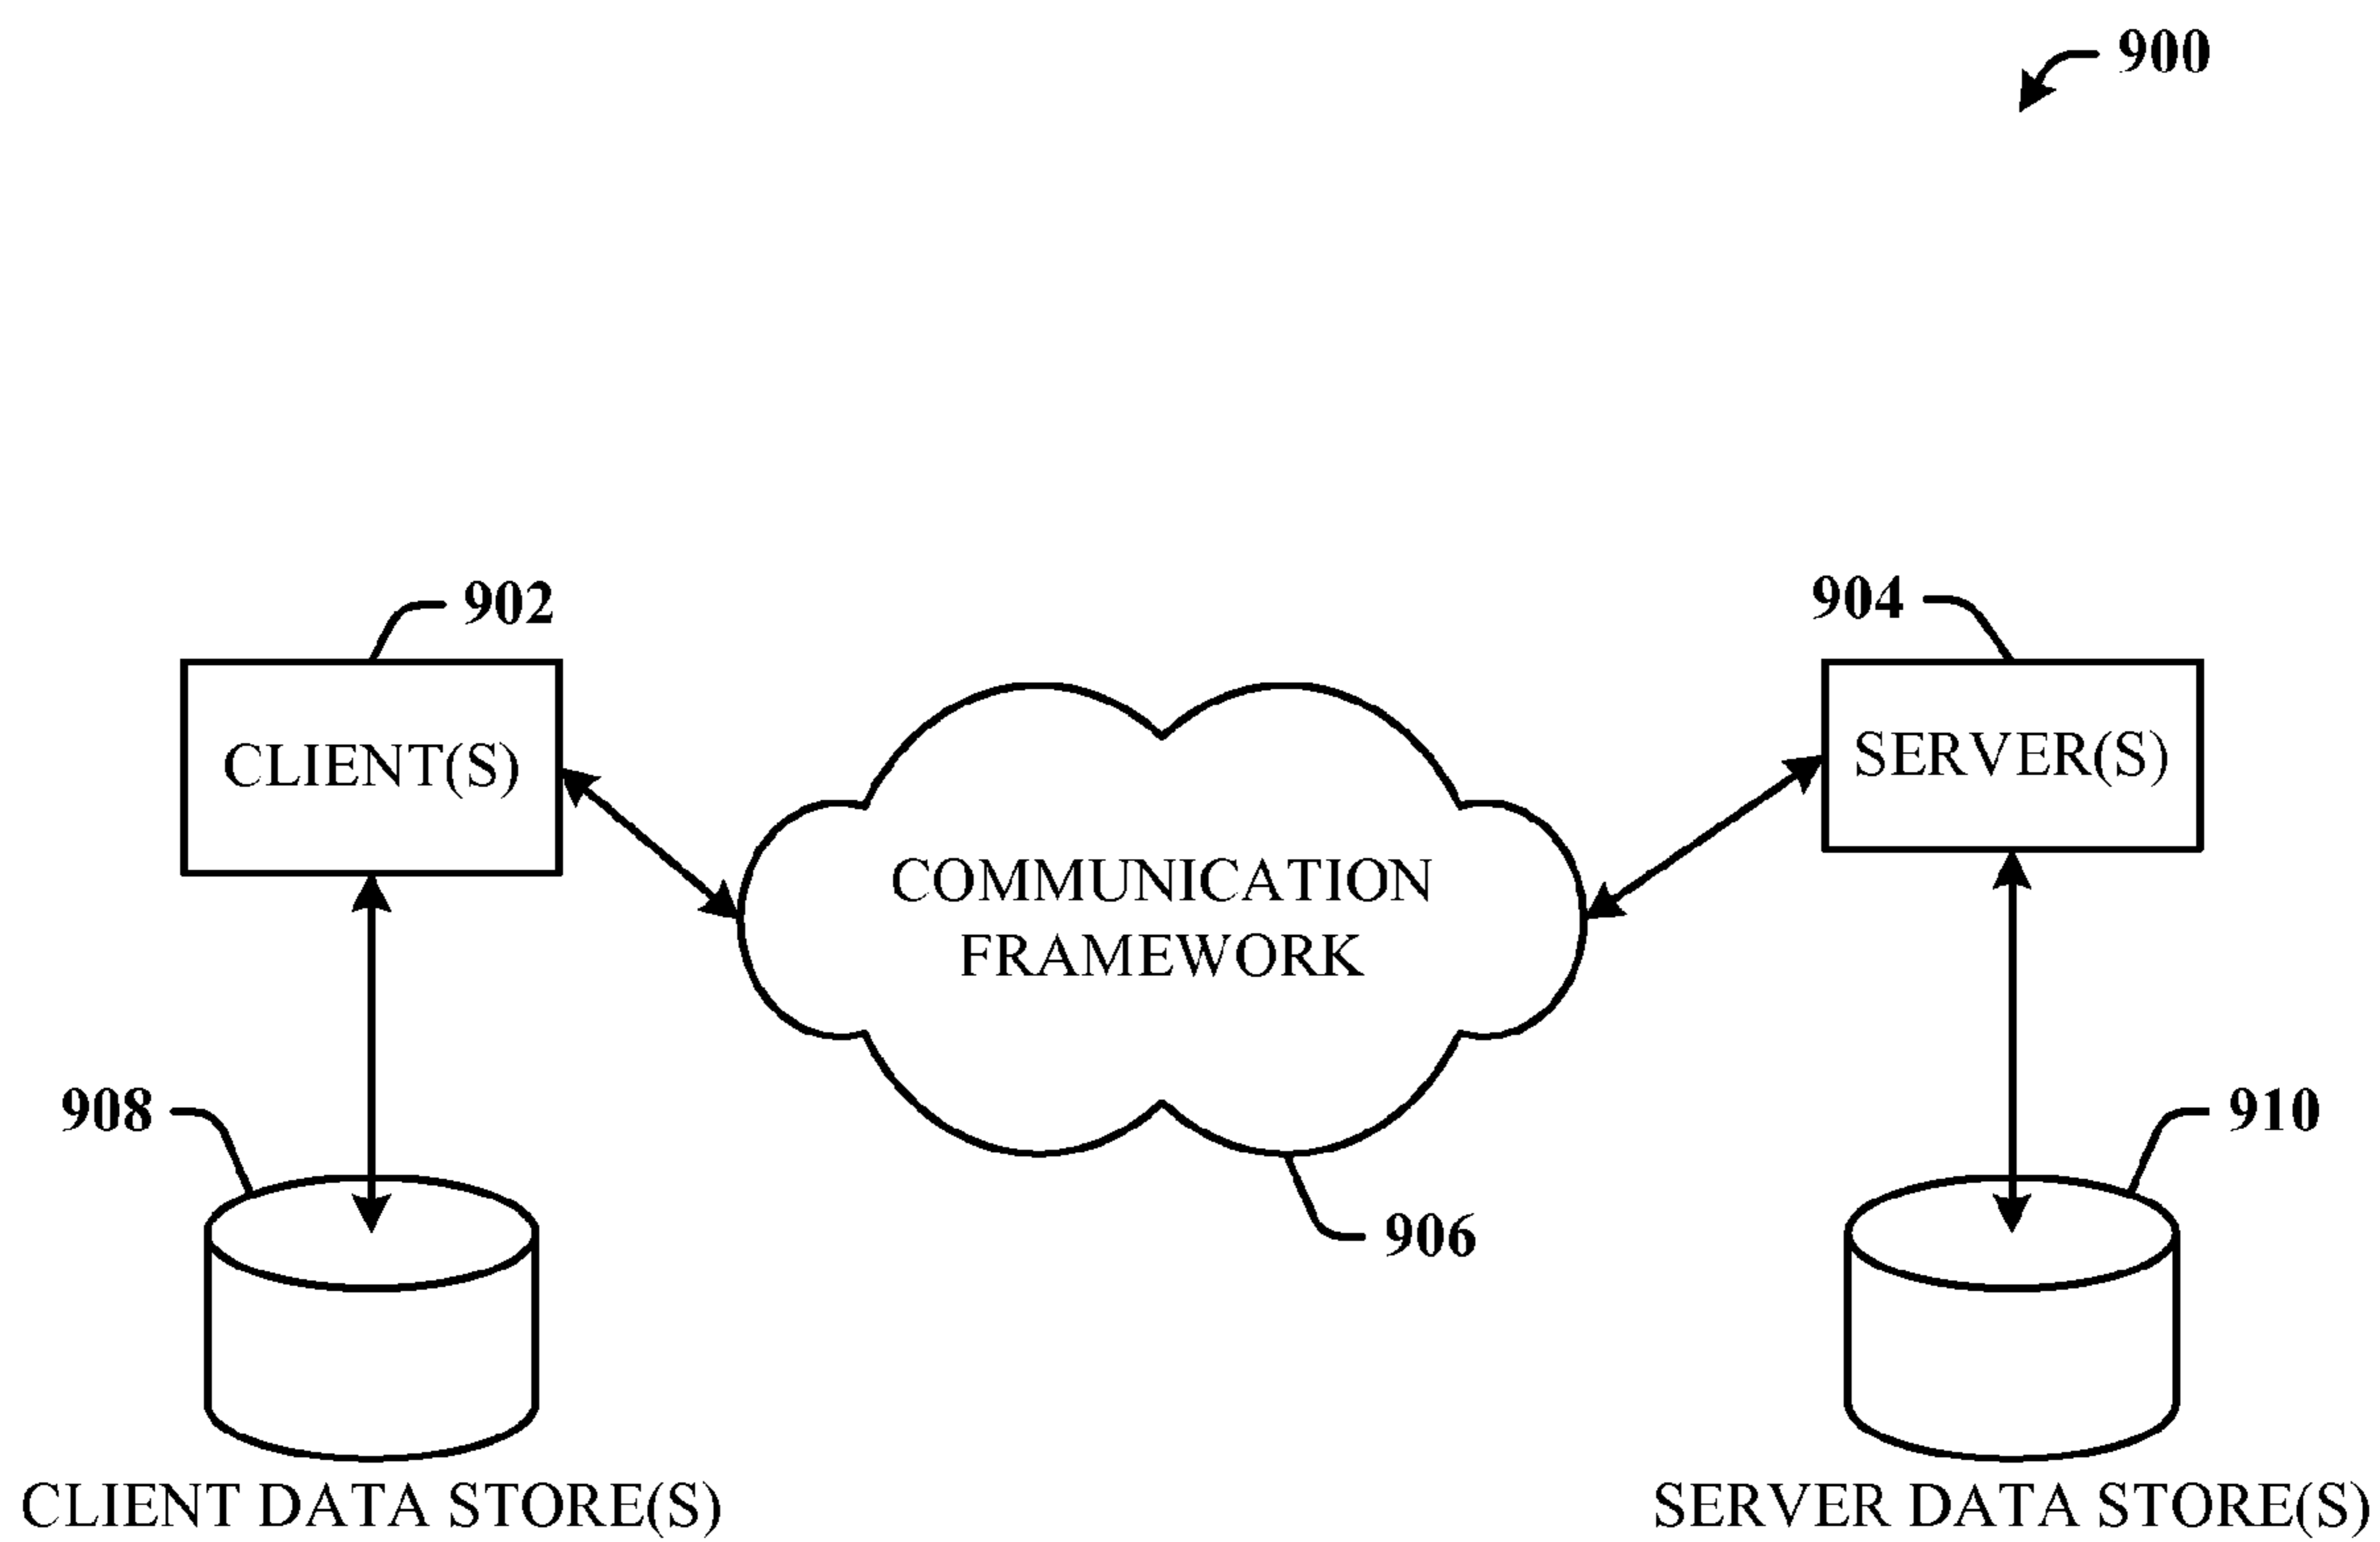 900
902
904
CLIENT(S)
SERVER(S)
COMMUNICATION
FRAMEWORK
908
910
906
CLIENT DATA STORE(S)
SERVER DATA STORE(S)